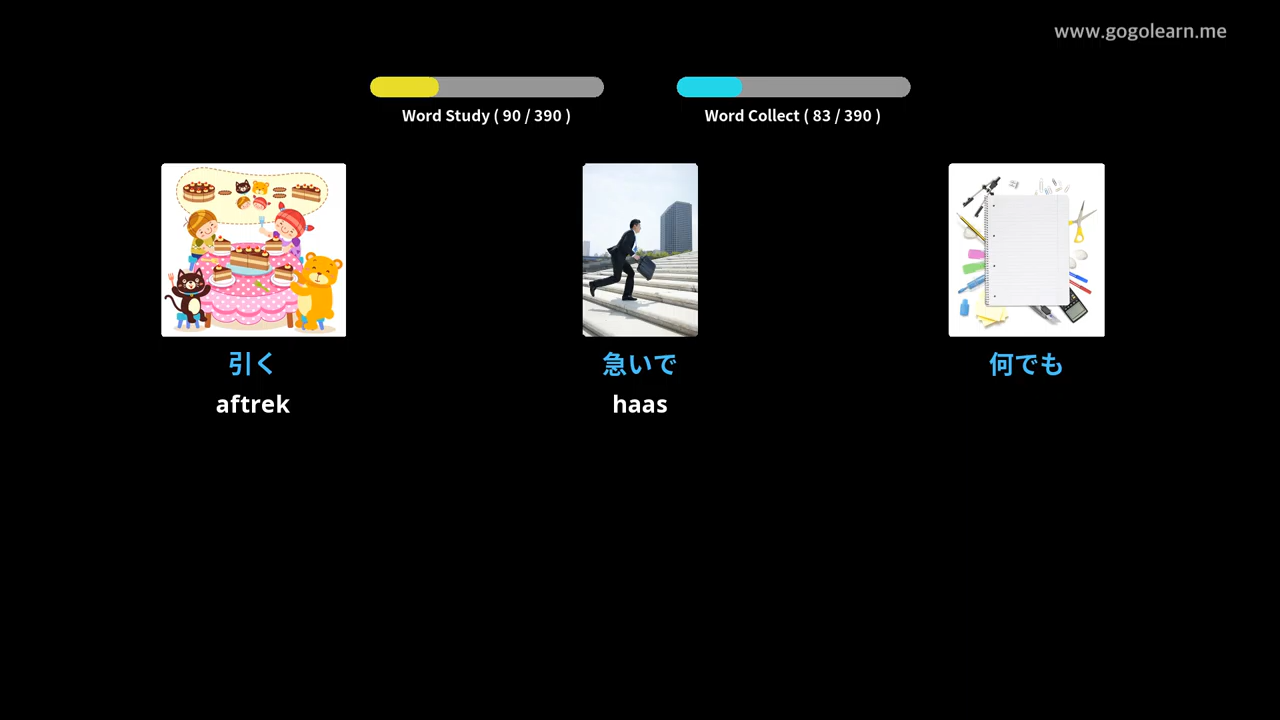 www.gogolearn.me
Word Study ( 90 / 390 )
Word Collect ( 83 / 390 )
引く
急いで
何でも
aftrek
haas